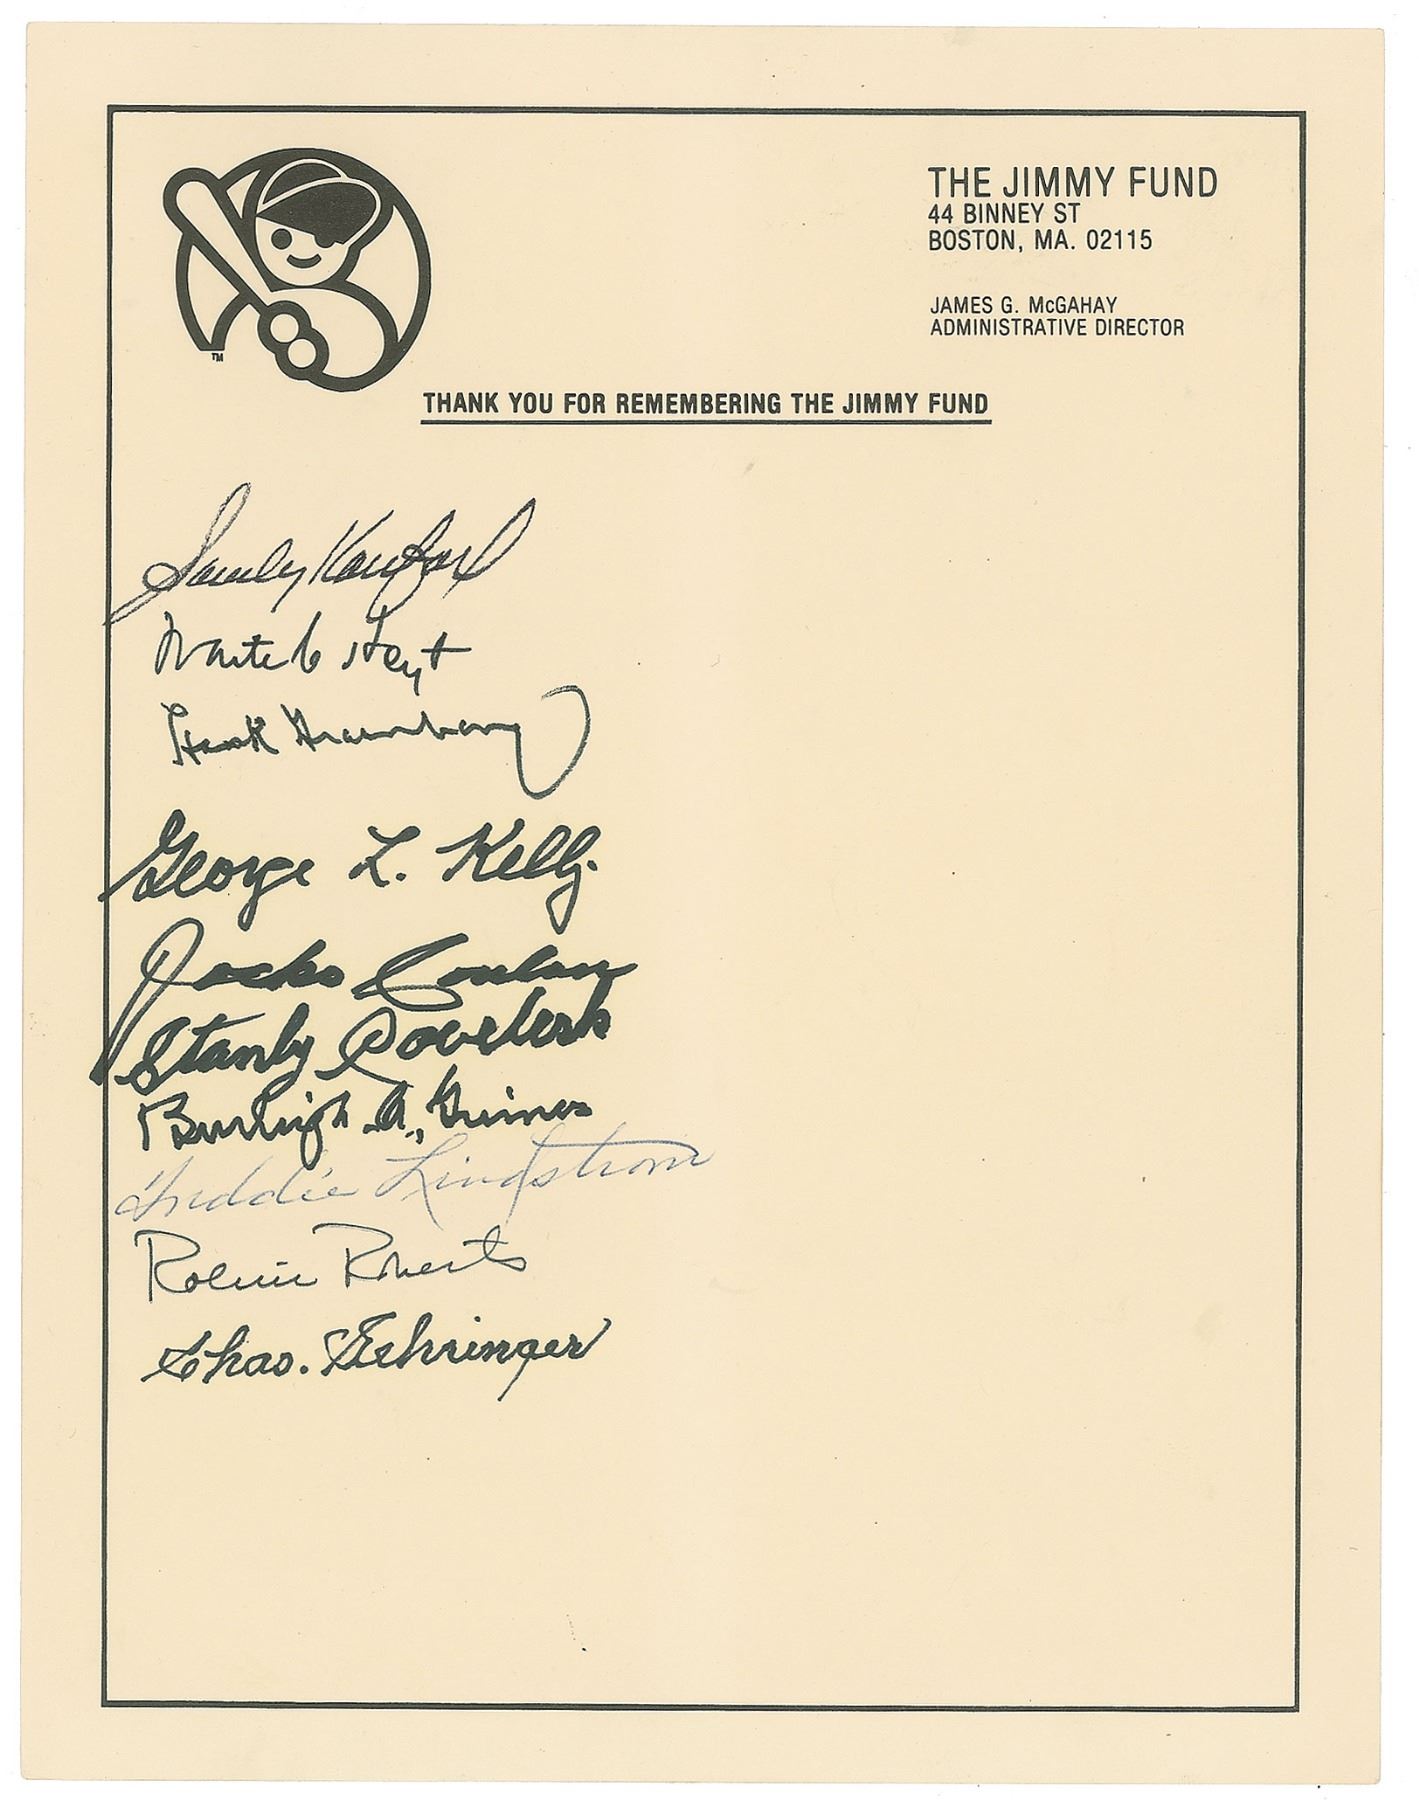 THE JIMMY FUND
44 BINNEY ST
BOSTON, MA. 02115
JAMES G. McGAHAY
ADMINISTRATIVE DIRECTOR
TM
THANK YOU FOR REMEMBERING THE JIMMY FUND
Sandy Koufax
Waite C Hoyt
Hank Greenberg
George L. Kelly.
Jocko Conlan
Stanly Coveleski
Burleigh A. Grimes
Freddie Lindstrom
Robin Roberts
Chas. Gehringer